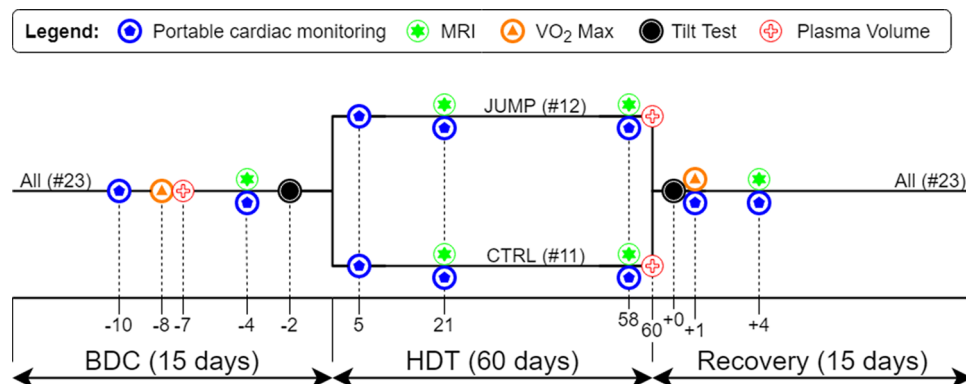 Legend: Portable cardiac monitoring MRI VO₂ Max Tilt Test Plasma Volume
JUMP (#12)
All (#23) All (#23)
CTRL (#11)
-10 -8 -7 -4 -2 5 21 58 60 +0 +1 +4
BDC (15 days) HDT (60 days) Recovery (15 days)